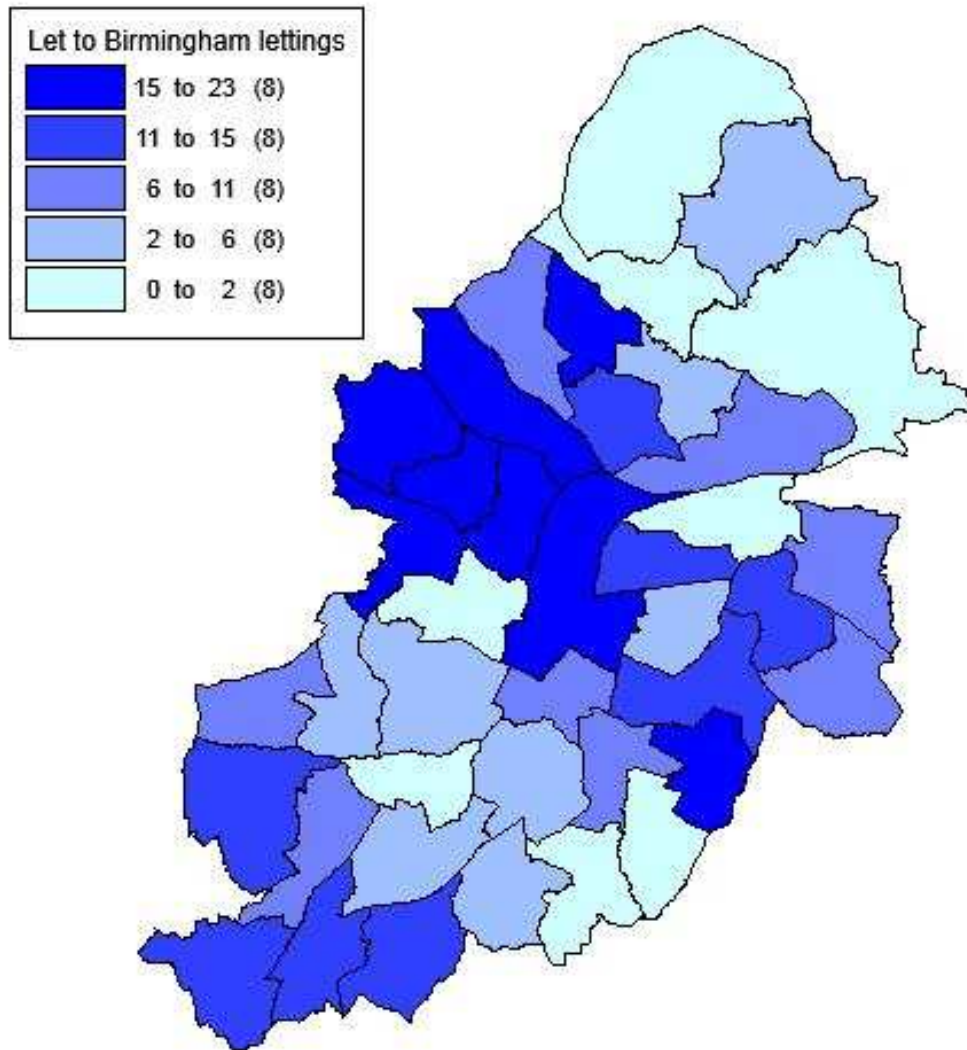 Let to Birmingham lettings
15 to 23 (8)
11 to 15 (8)
6 to 11 (8)
2 to 6 (8)
0 to 2 (8)